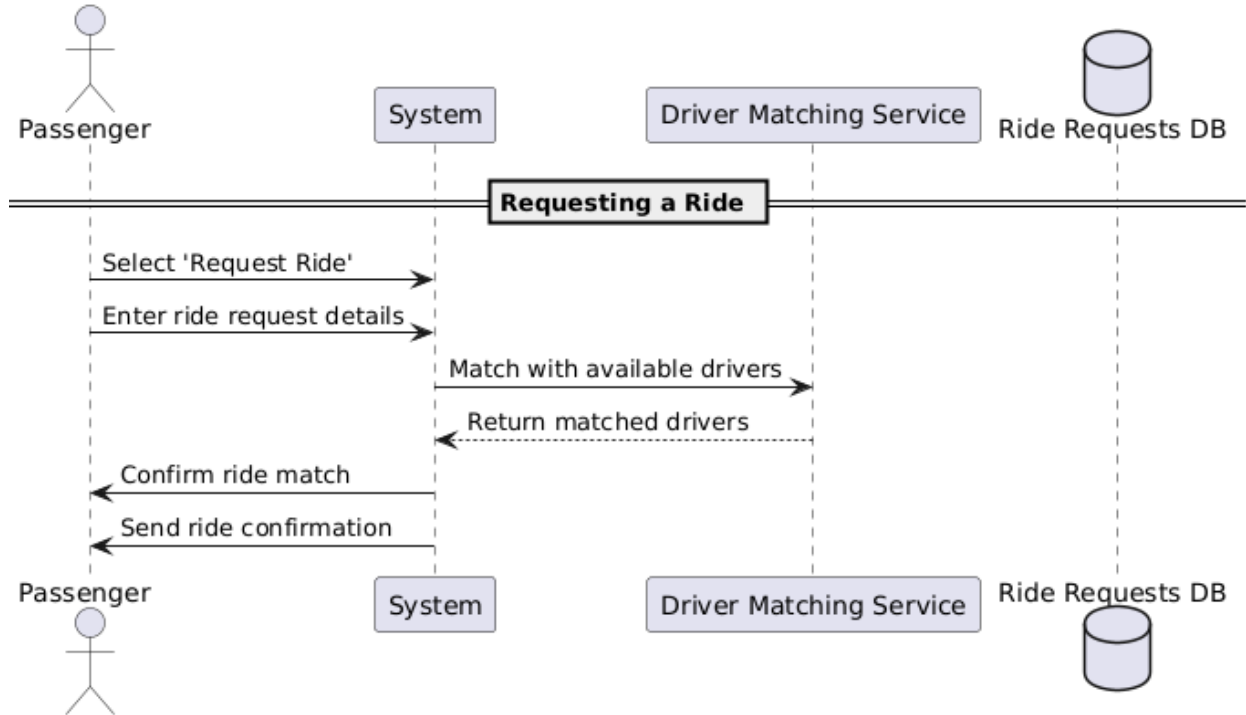 Passenger
System
Driver Matching Service
Ride Requests DB
Requesting a Ride
Select 'Request Ride'
Enter ride request details
Match with available drivers
Return matched drivers
Confirm ride match
Send ride confirmation
Passenger
System
Driver Matching Service
Ride Requests DB